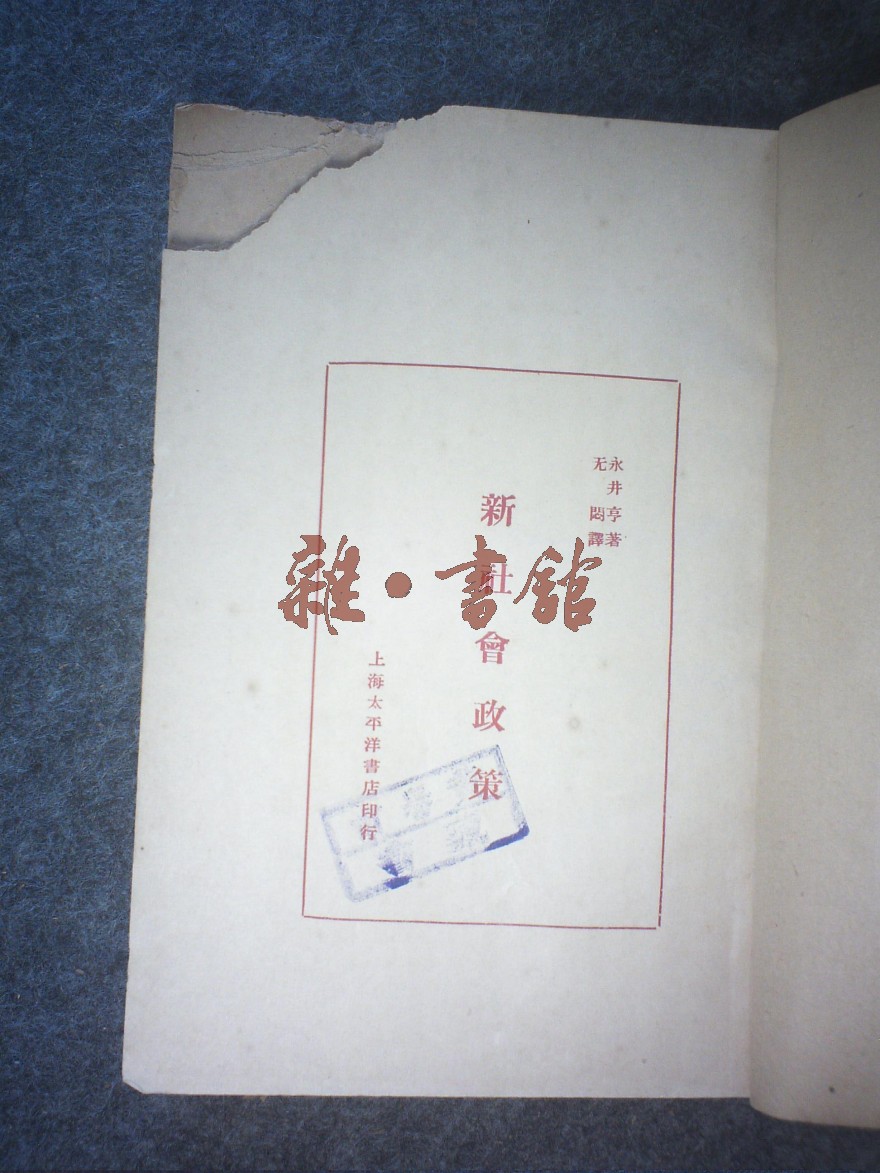 永井亨著
无悶譯
新社會政策
上海太平洋書店印行
雜·書館